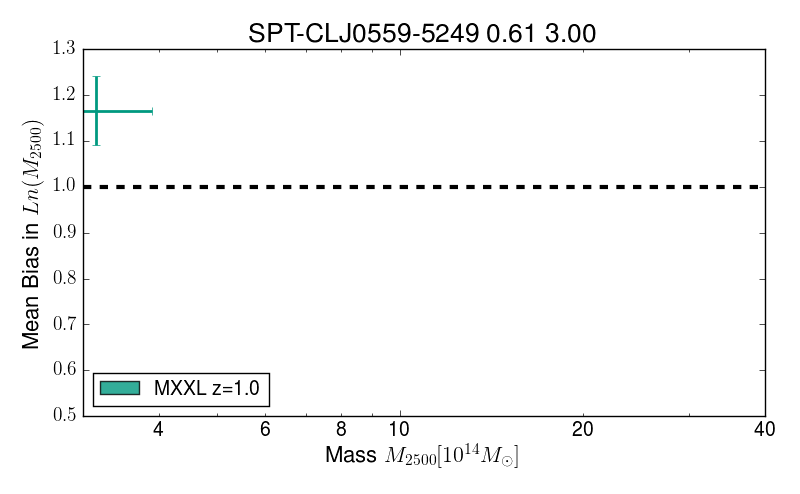 SPT-CLJ0559-5249 0.61 3.00
1.3
1.2
1.1
1.0
0.9
0.8
0.7
0.6
0.5
Mean Bias in Ln(M₂₅₀₀)
MXXL z=1.0
4 6 8 10 20 40
Mass M₂₅₀₀[10¹⁴M☉]